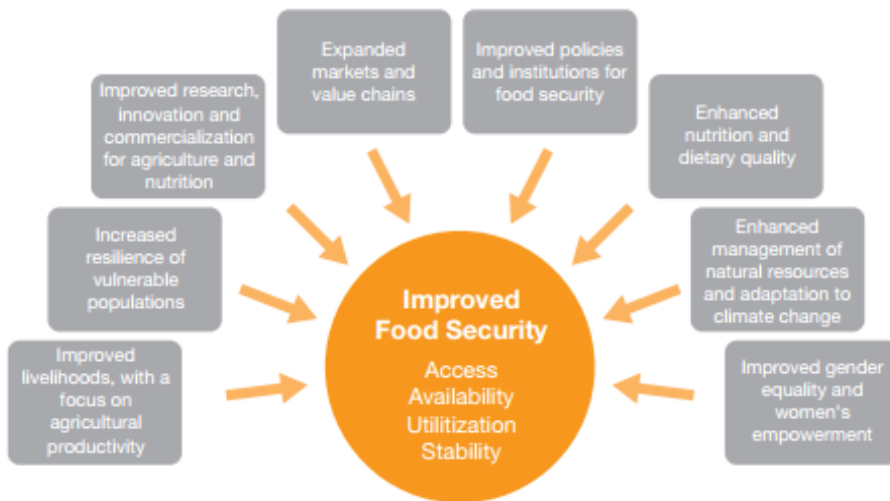 Expanded
markets and
value chains
Improved policies
and institutions for
food security
Improved research,
innovation and
commercialization
for agriculture and
nutrition
Enhanced
nutrition and
dietary quality
Increased
resilience of
vulnerable
populations
Enhanced
management of
natural resources
and adaptation to
climate change
Improved
livelihoods, with a
focus on
agricultural
productivity
Improved gender
equality and
women's
empowerment
Improved
Food Security
Access
Availability
Utilitization
Stability